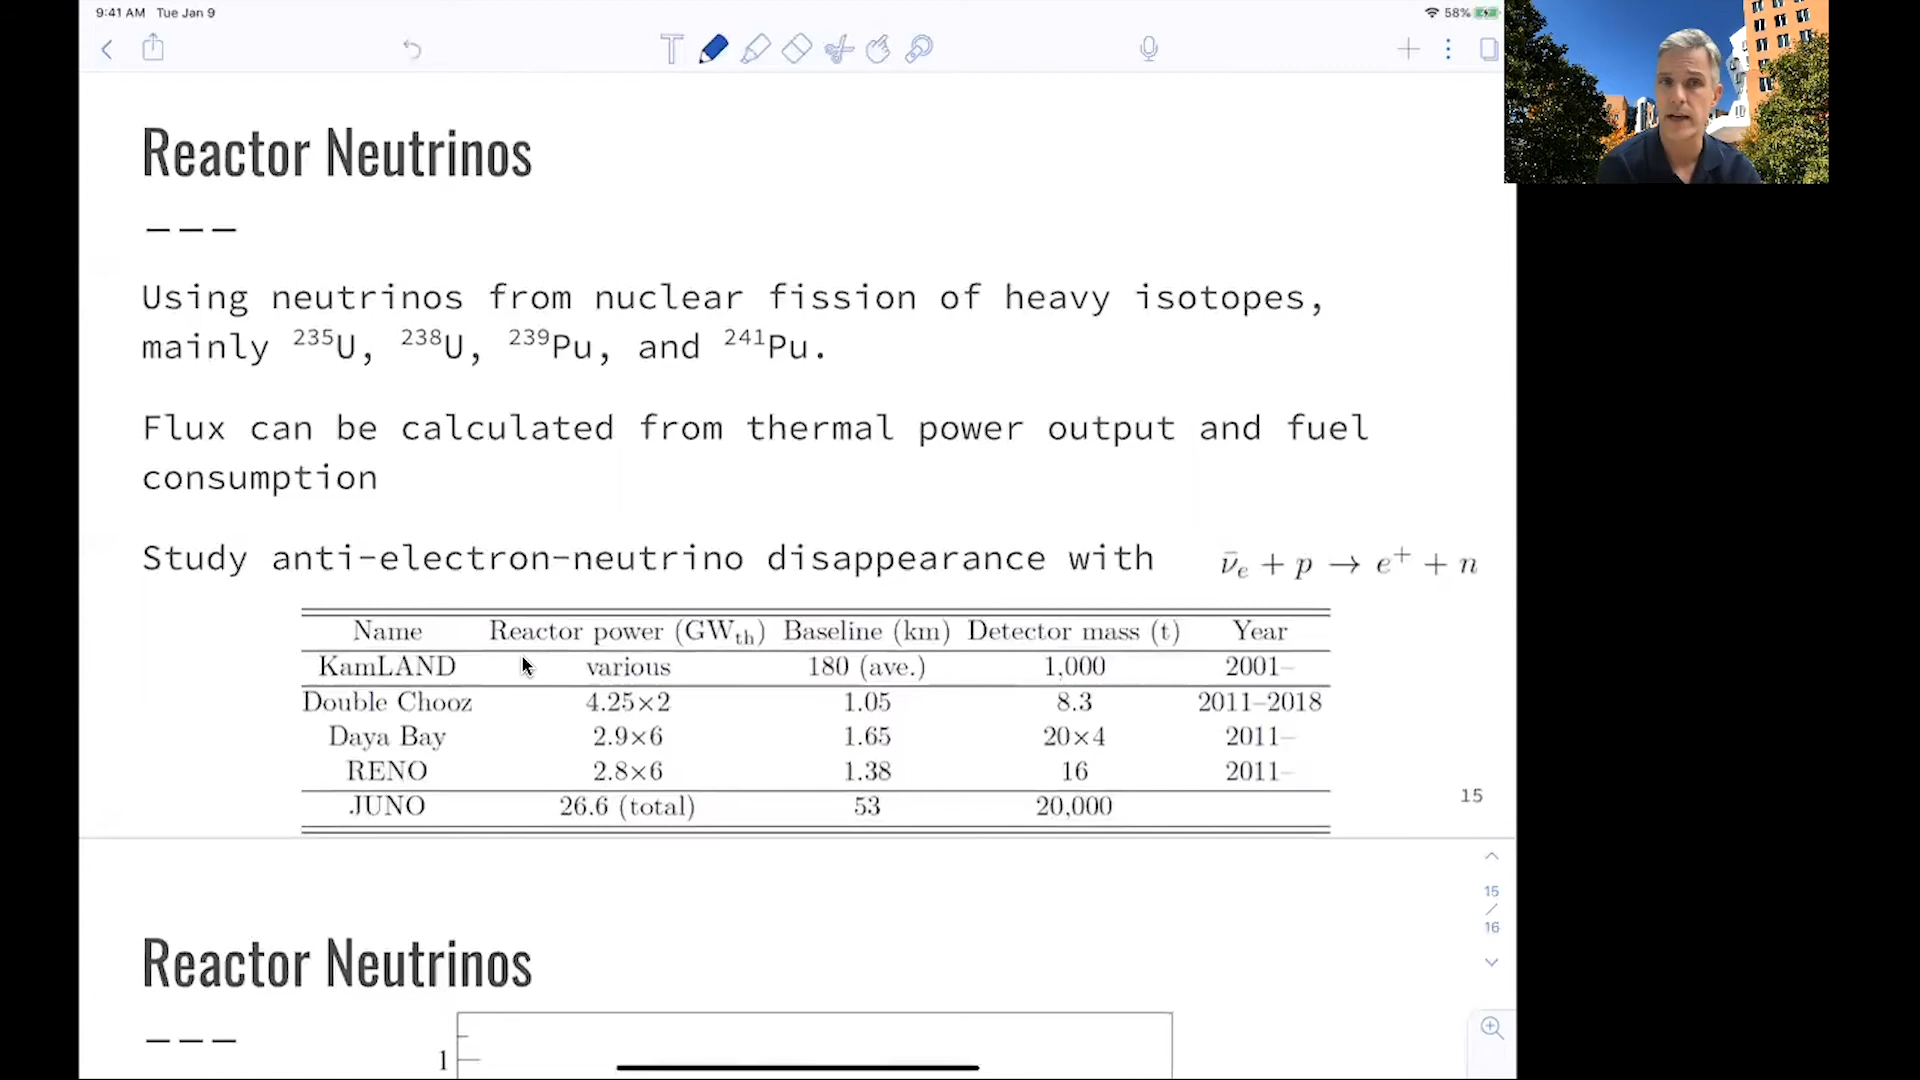 9:41 AM Tue Jan 9
58%
Reactor Neutrinos
---
Using neutrinos from nuclear fission of heavy isotopes,
mainly ²³⁵U, ²³⁸U, ²³⁹Pu, and ²⁴¹Pu.
Flux can be calculated from thermal power output and fuel
consumption
Study anti-electron-neutrino disappearance with ν̄ₑ + p → e⁺ + n
Name Reactor power (GWth) Baseline (km) Detector mass (t) Year
KamLAND various 180 (ave.) 1,000 2001–
Double Chooz 4.25×2 1.05 8.3 2011–2018
Daya Bay 2.9×6 1.65 20×4 2011–
RENO 2.8×6 1.38 16 2011–
JUNO 26.6 (total) 53 20,000
15
15
/
16
Reactor Neutrinos
---
1